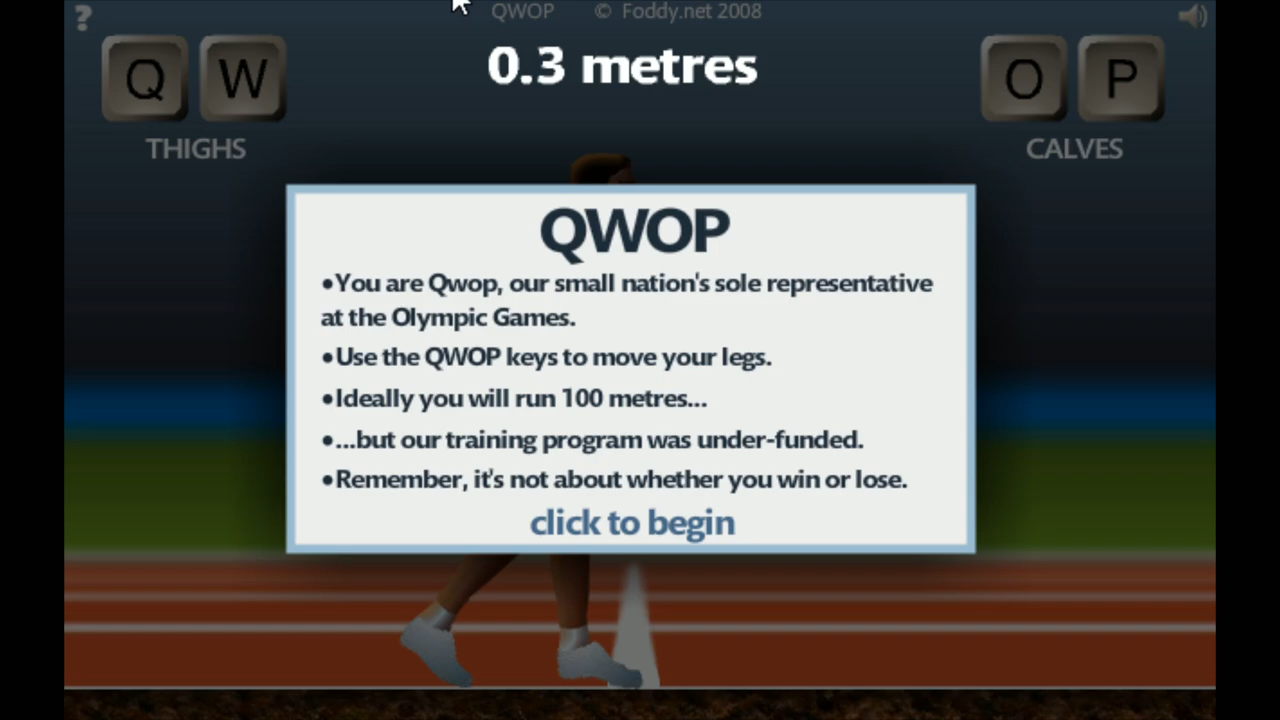 ?
QWOP © Foddy.net 2008
Q W
0.3 metres
O P
THIGHS
CALVES
QWOP
•You are Qwop, our small nation's sole representative
at the Olympic Games.
•Use the QWOP keys to move your legs.
•Ideally you will run 100 metres...
•...but our training program was under-funded.
•Remember, it's not about whether you win or lose.
click to begin